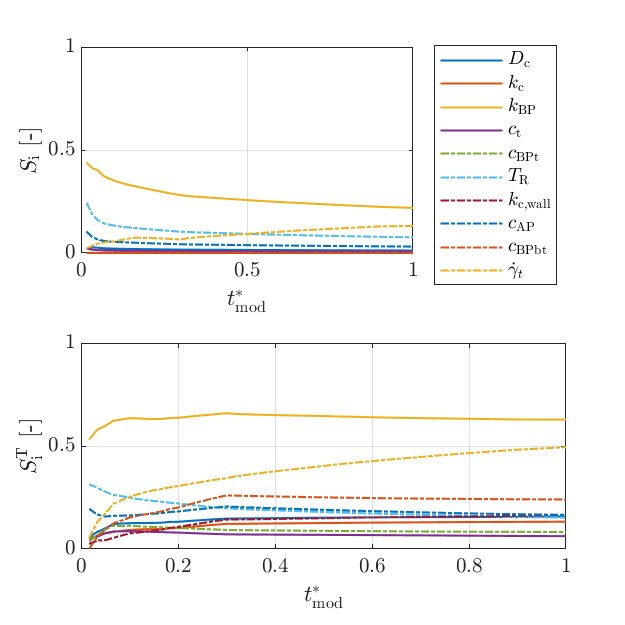 1
0.5
0
S_i [-]
0 0.5 1
t*_mod
D_c
k_c
k_BP
c_t
c_BPt
T_R
k_c,wall
c_AP
c_BPbt
γ̇_t
1
0.5
0
S_i^T [-]
0 0.2 0.4 0.6 0.8 1
t*_mod